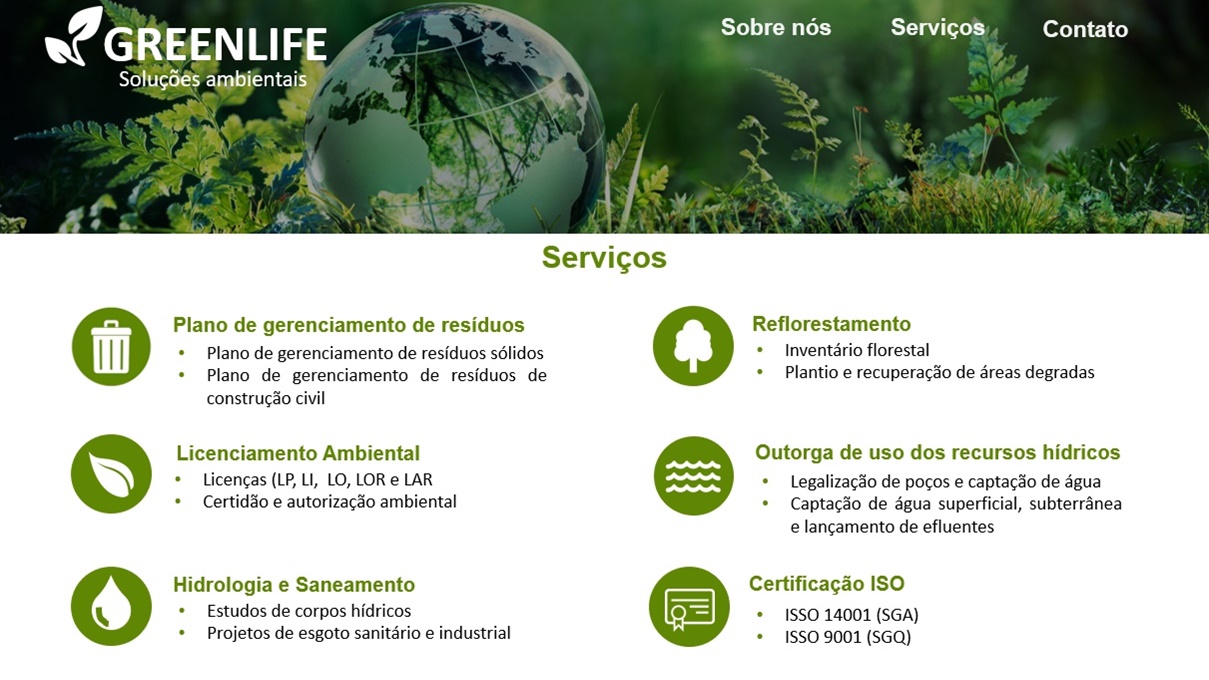 GREENLIFE
Soluções ambientais
Sobre nós
Serviços
Contato
Serviços
Plano de gerenciamento de resíduos
• Plano de gerenciamento de resíduos sólidos
• Plano de gerenciamento de resíduos de
construção civil
Licenciamento Ambiental
• Licenças (LP, LI, LO, LOR e LAR
• Certidão e autorização ambiental
Hidrologia e Saneamento
• Estudos de corpos hídricos
• Projetos de esgoto sanitário e industrial
Reflorestamento
• Inventário florestal
• Plantio e recuperação de áreas degradas
Outorga de uso dos recursos hídricos
• Legalização de poços e captação de água
• Captação de água superficial, subterrânea
e lançamento de efluentes
Certificação ISO
• ISSO 14001 (SGA)
• ISSO 9001 (SGQ)